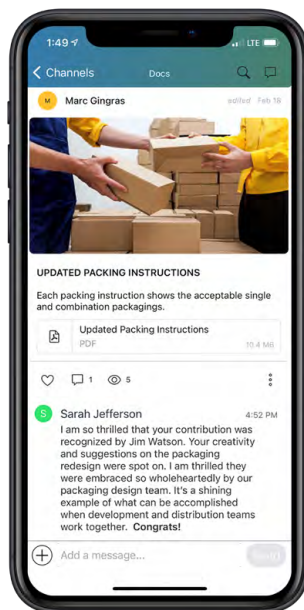 1:49 LTE
Channels Docs
M Marc Gingras edited Feb 16
UPDATED PACKING INSTRUCTIONS
Each packing instruction shows the acceptable single
and combination packagings.
Updated Packing Instructions
PDF 10.4 MB
1 5
S Sarah Jefferson 4:52 PM
I am so thrilled that your contribution was
recognized by Jim Watson. Your creativity
and suggestions on the packaging
redesign were spot on. I am thrilled they
were embraced so wholeheartedly by our
packaging design team. It's a shining
example of what can be accomplished
when development and distribution teams
work together. Congrats!
Add a message...